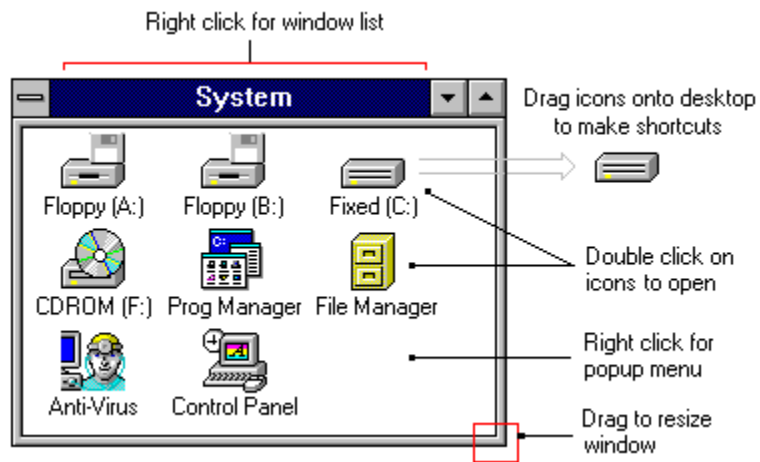 Right click for window list
System
Drag icons onto desktop
to make shortcuts
Floppy (A:) Floppy (B:) Fixed (C:)
Double click on
icons to open
C:
CDROM (F:) Prog Manager File Manager
Right click for
popup menu
A
Anti-Virus Control Panel
Drag to resize
window